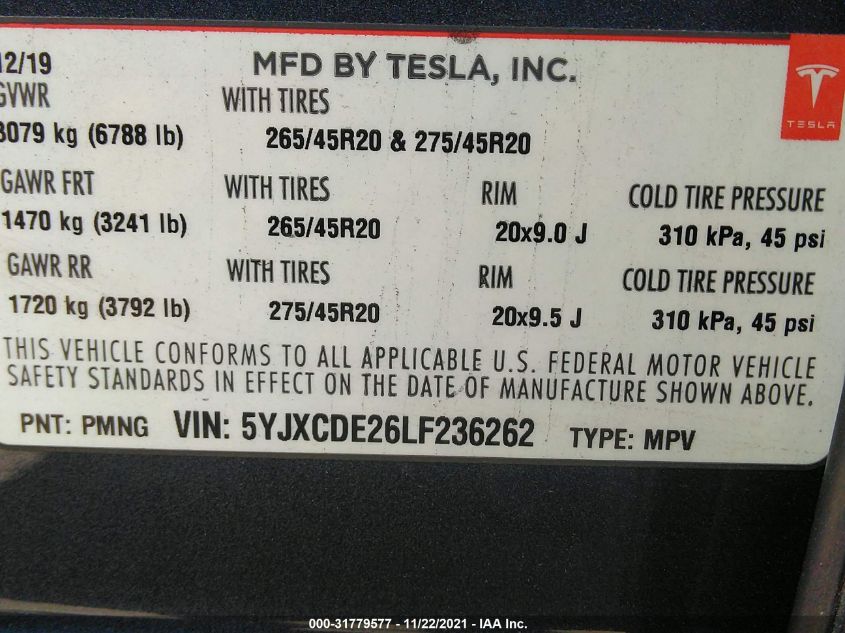 12/19 MFD BY TESLA, INC.
TESLA
GVWR WITH TIRES
3079 kg (6788 lb) 265/45R20 & 275/45R20
GAWR FRT WITH TIRES RIM COLD TIRE PRESSURE
1470 kg (3241 lb) 265/45R20 20x9.0 J 310 kPa, 45 psi
GAWR RR WITH TIRES RIM COLD TIRE PRESSURE
1720 kg (3792 lb) 275/45R20 20x9.5 J 310 kPa, 45 psi
THIS VEHICLE CONFORMS TO ALL APPLICABLE U.S. FEDERAL MOTOR VEHICLE
SAFETY STANDARDS IN EFFECT ON THE DATE OF MANUFACTURE SHOWN ABOVE.
PNT: PMNG VIN: 5YJXCDE26LF236262 TYPE: MPV
000-31779577 - 11/22/2021 - IAA Inc.